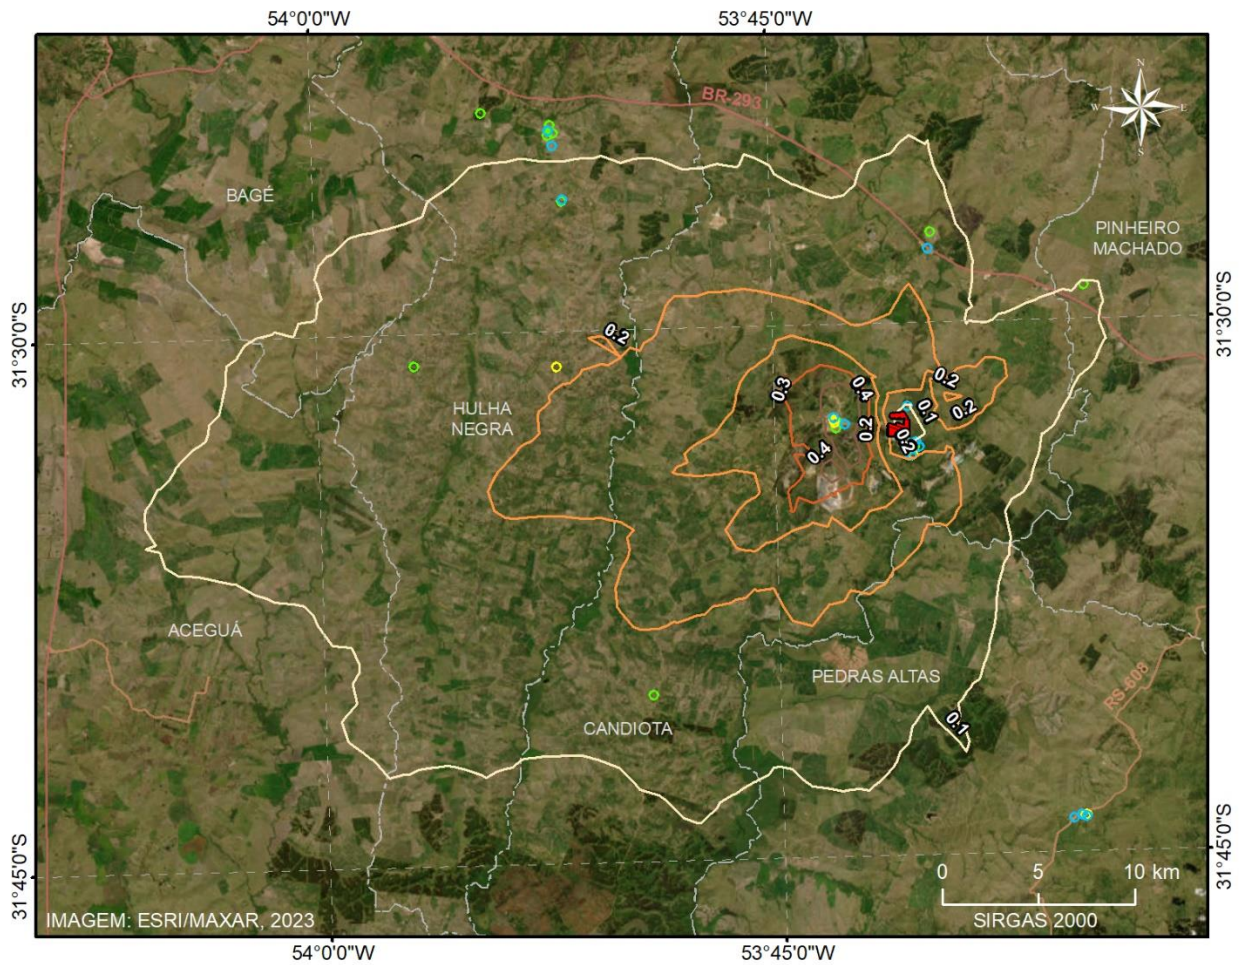 54°0'0"W
53°45'0"W
N
W
E
S
BR-293
BAGÉ
PINHEIRO
MACHADO
31°30'0"S
31°30'0"S
0.2
0.3
0.4
0.2
0.2
0.1
0.2
0.2
0.4
HULHA
NEGRA
ACEGUÁ
PEDRAS ALTAS
RS-608
CANDIOTA
0.1
31°45'0"S
31°45'0"S
0
5
10 km
IMAGEM: ESRI/MAXAR, 2023
SIRGAS 2000
54°0'0"W
53°45'0"W